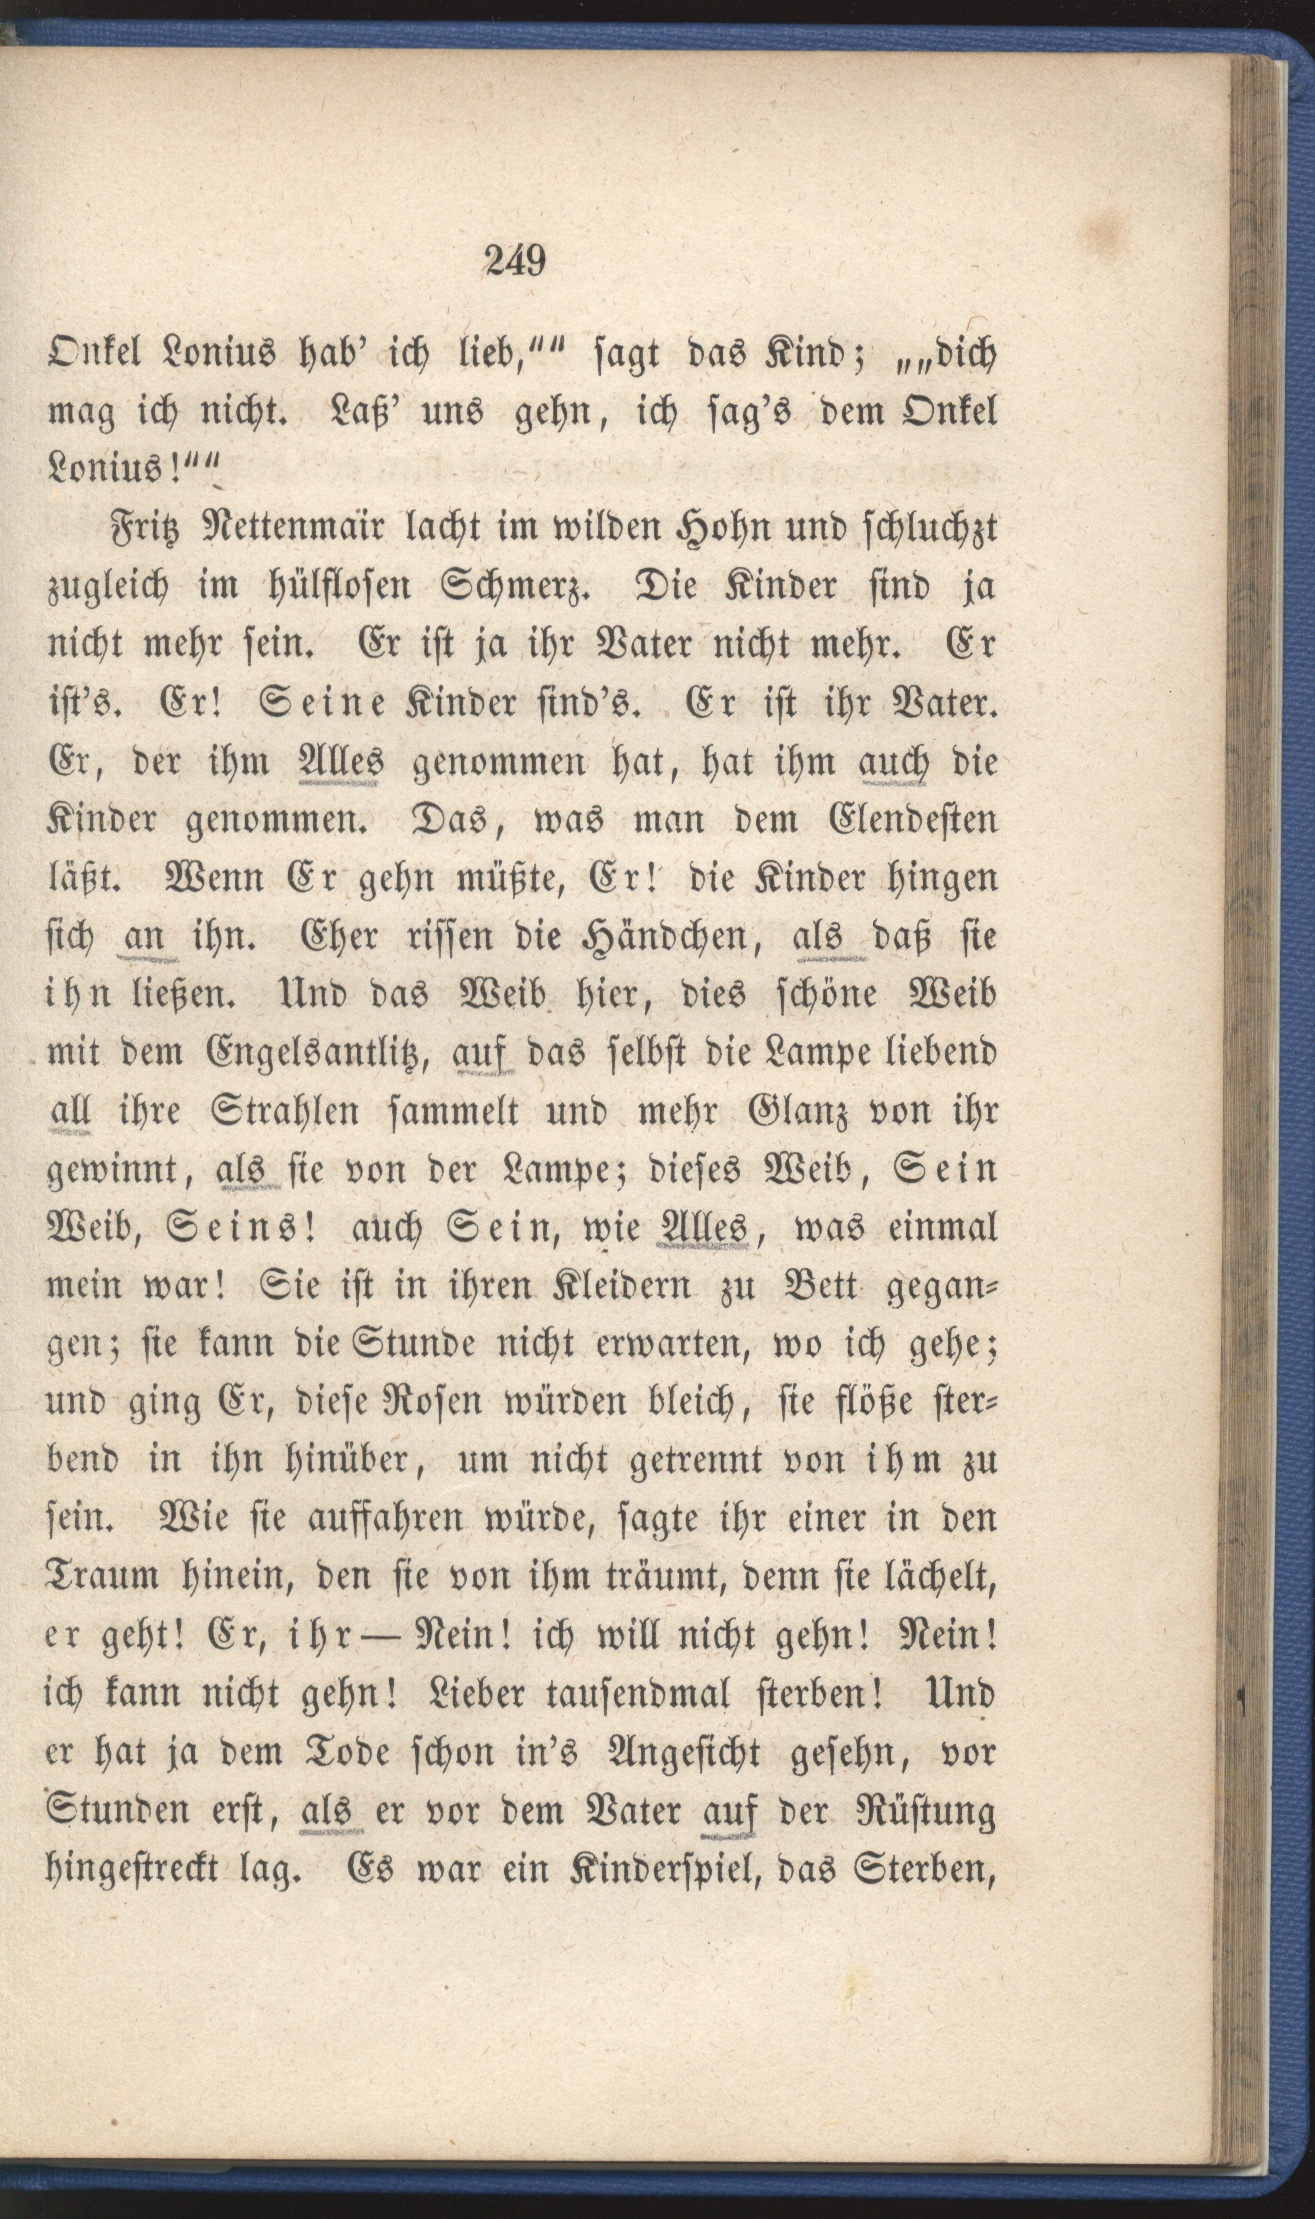 249
Onkel Lonius hab’ ich lieb,““ sagt das Kind; „„dich
mag ich nicht. Laß’ uns gehn, ich sag’s dem Onkel
Lonius!““
Fritz Nettenmair lacht im wilden Hohn und schluchzt
zugleich im hülflosen Schmerz. Die Kinder sind ja
nicht mehr sein. Er ist ja ihr Vater nicht mehr. Er
ist’s. Er! Seine Kinder sind’s. Er ist ihr Vater.
Er, der ihm Alles genommen hat, hat ihm auch die
Kinder genommen. Das, was man dem Elendesten
läßt. Wenn Er gehn müßte, Er! die Kinder hingen
sich an ihn. Eher rissen die Händchen, als daß sie
ihn ließen. Und das Weib hier, dies schöne Weib
mit dem Engelsantlitz, auf das selbst die Lampe liebend
all ihre Strahlen sammelt und mehr Glanz von ihr
gewinnt, als sie von der Lampe; dieses Weib, Sein
Weib, Seins! auch Sein, wie Alles, was einmal
mein war! Sie ist in ihren Kleidern zu Bett gegan⸗
gen; sie kann die Stunde nicht erwarten, wo ich gehe;
und ging Er, diese Rosen würden bleich, sie flöße ster⸗
bend in ihn hinüber, um nicht getrennt von ihm zu
sein. Wie sie auffahren würde, sagte ihr einer in den
Traum hinein, den sie von ihm träumt, denn sie lächelt,
er geht! Er, ihr — Nein! ich will nicht gehn! Nein!
ich kann nicht gehn! Lieber tausendmal sterben! Und
er hat ja dem Tode schon in’s Angesicht gesehn, vor
Stunden erst, als er vor dem Vater auf der Rüstung
hingestreckt lag. Es war ein Kinderspiel, das Sterben,